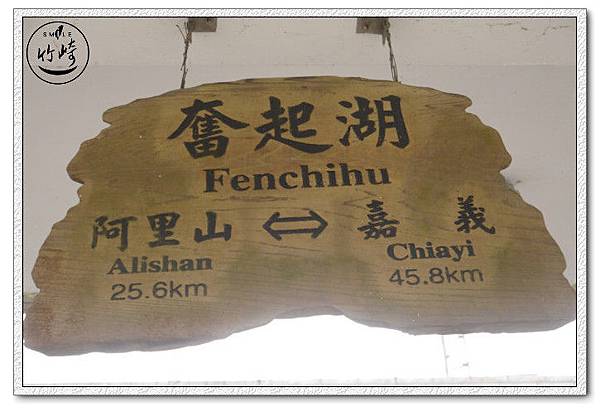 SMILE
竹崎
奮起湖
Fenchihu
阿里山 ⇔ 嘉義
Alishan Chiayi
25.6km 45.8km